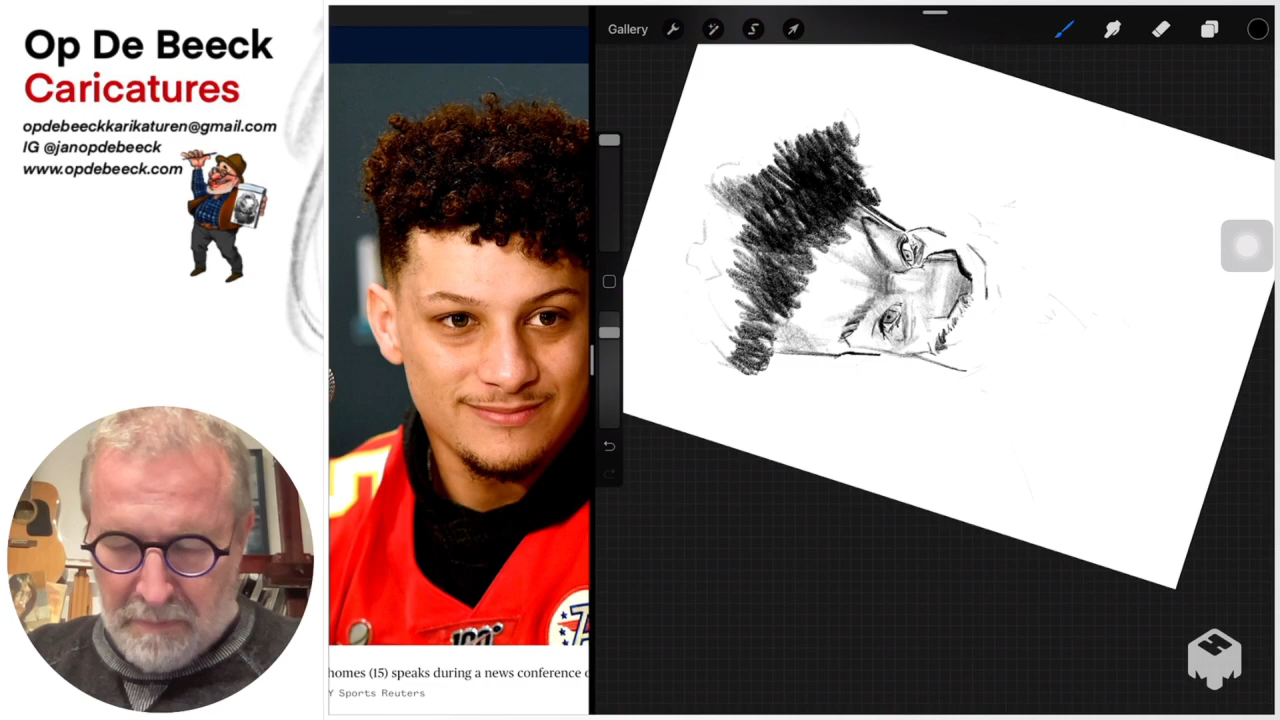 Op De Beeck
Caricatures
opdebeeckkarikaturen@gmail.com
IG @janopdebeeck
www.opdebeeck.com
Gallery
homes (15) speaks during a news conference
Y Sports Reuters